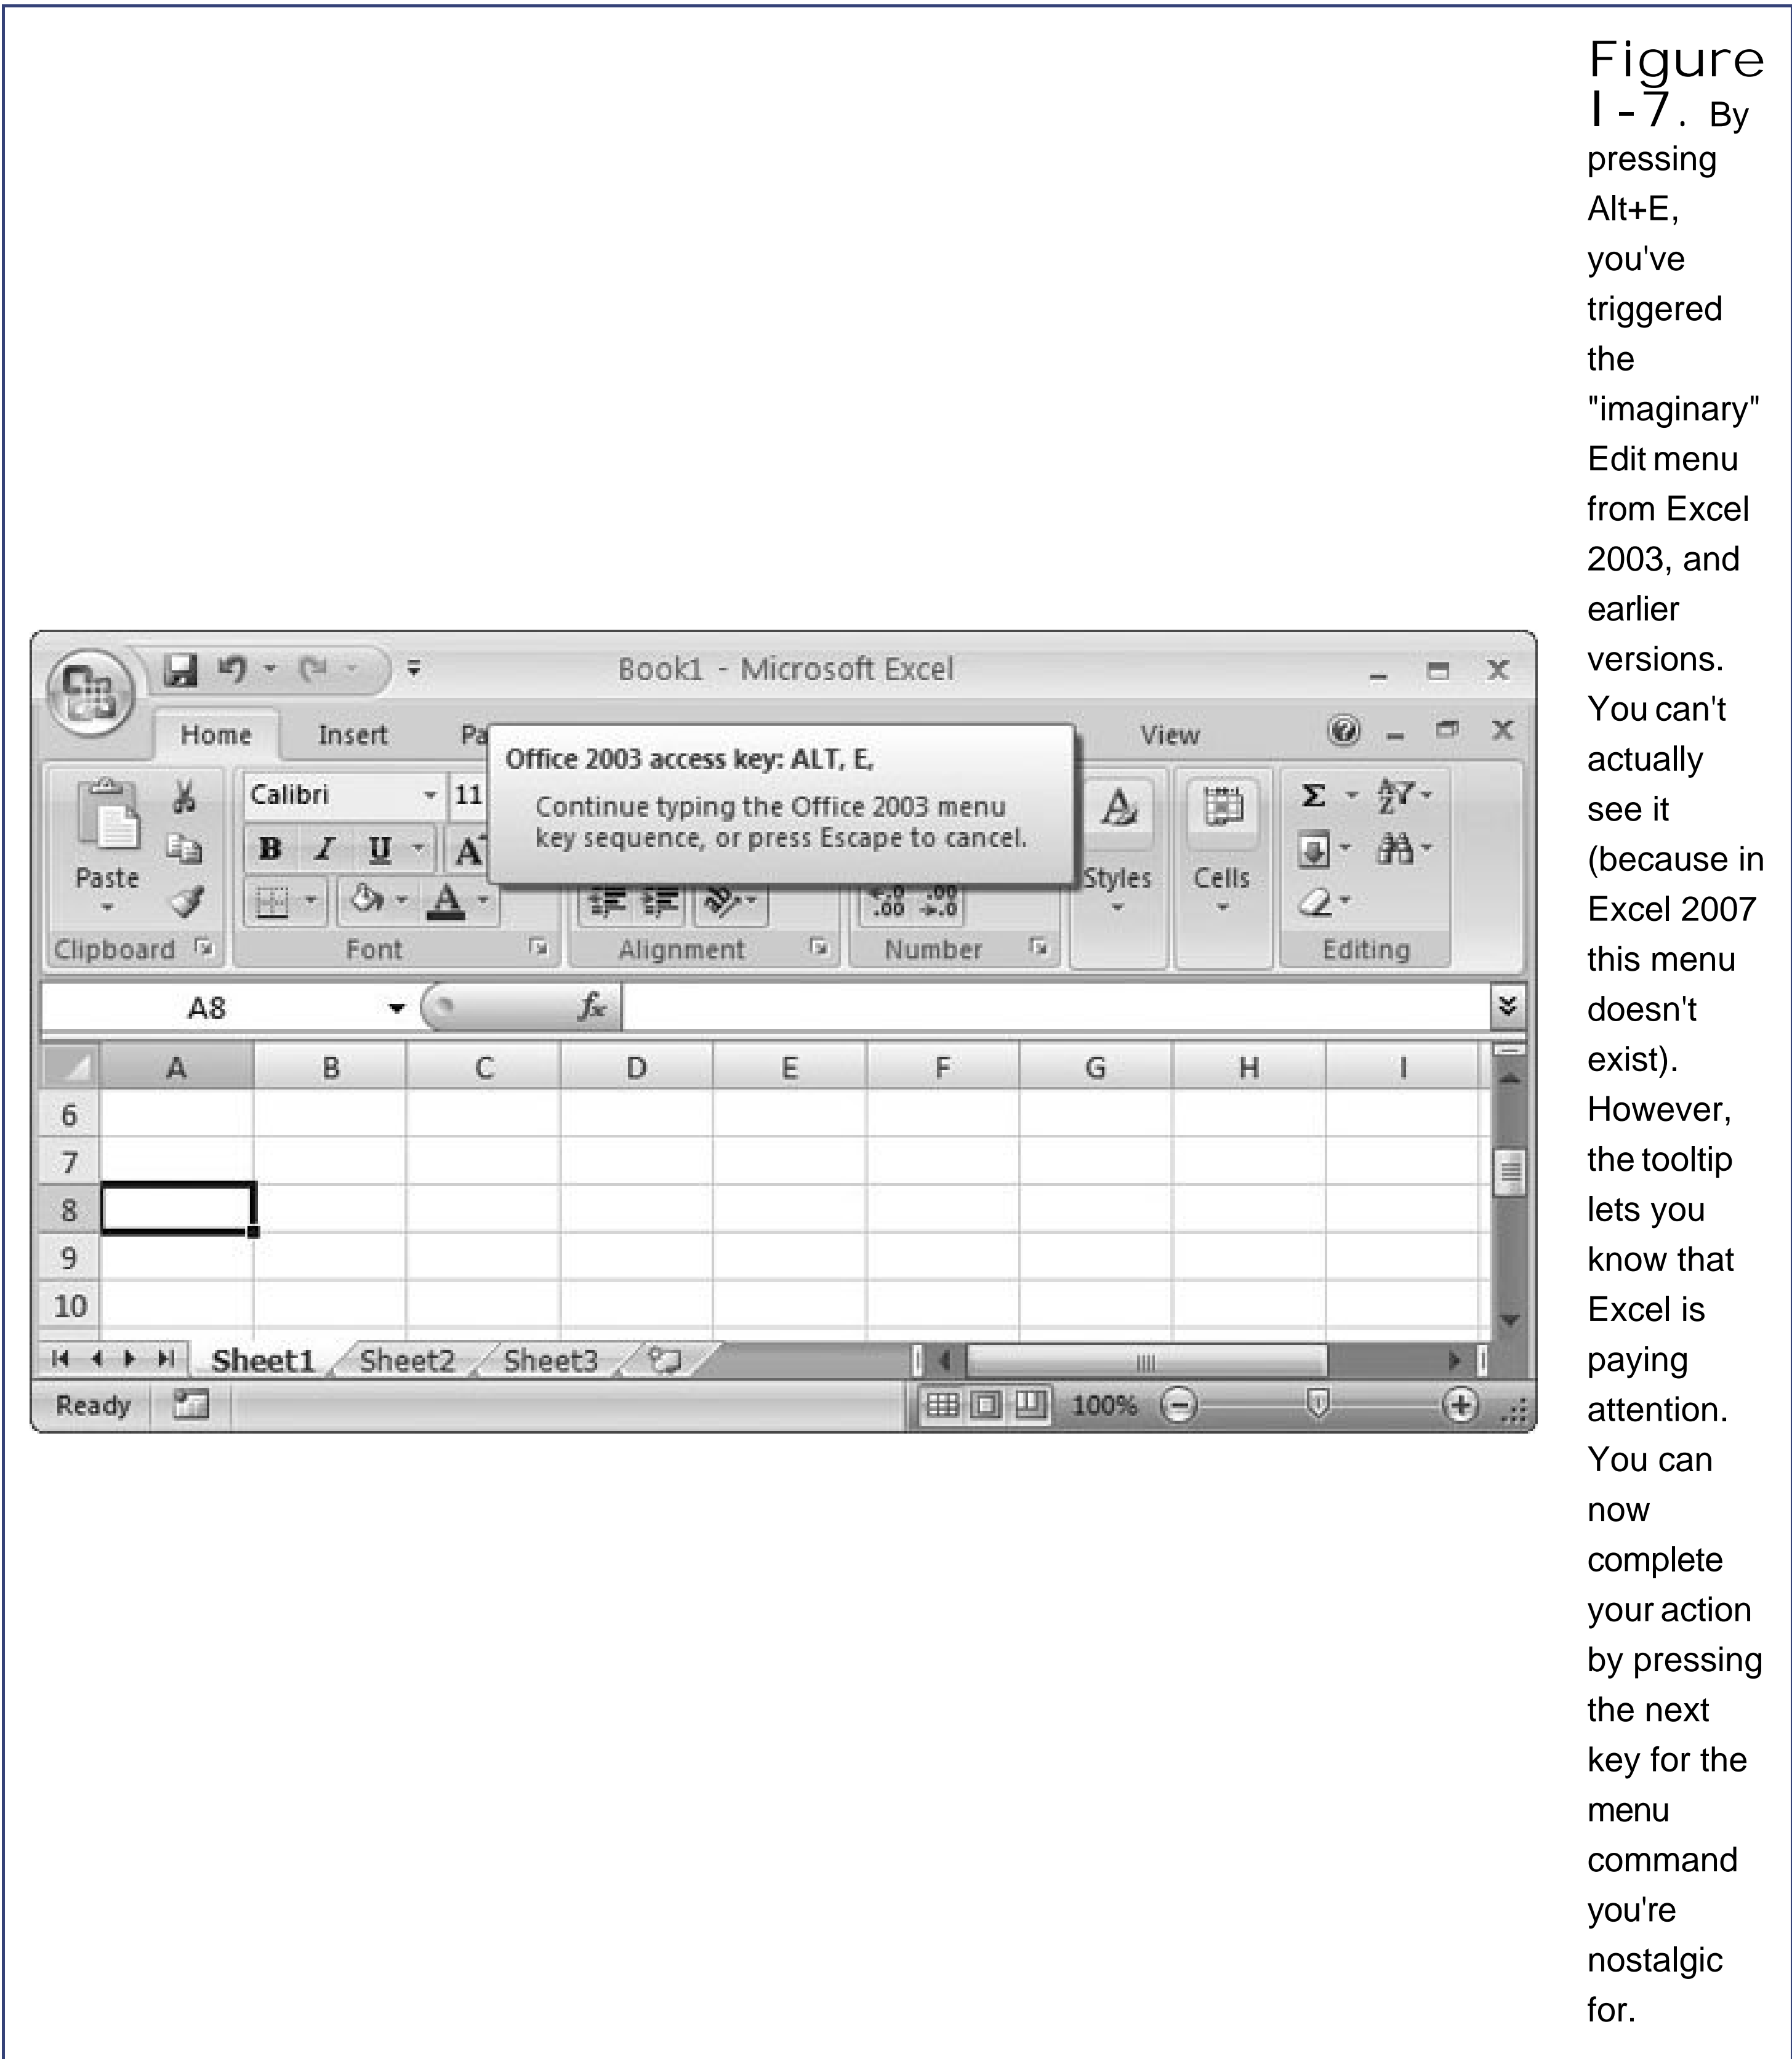 Figure
I-7. By
pressing
Alt+E,
you've
triggered
the
"imaginary"
Edit menu
from Excel
2003, and
earlier
versions.
You can't
actually
see it
(because in
Excel 2007
this menu
doesn't
exist).
However,
the tooltip
lets you
know that
Excel is
paying
attention.
You can
now
complete
your action
by pressing
the next
key for the
menu
command
you're
nostalgic
for.
Book1 - Microsoft Excel
Home Insert Pa View
Office 2003 access key: ALT, E,
Continue typing the Office 2003 menu
key sequence, or press Escape to cancel.
Calibri 11
B I U A
Paste Styles Cells
A
Clipboard Font Alignment Number Editing
A8 fx
A B C D E F G H I
6
7
8
9
10
Sheet1 Sheet2 Sheet3
Ready 100%